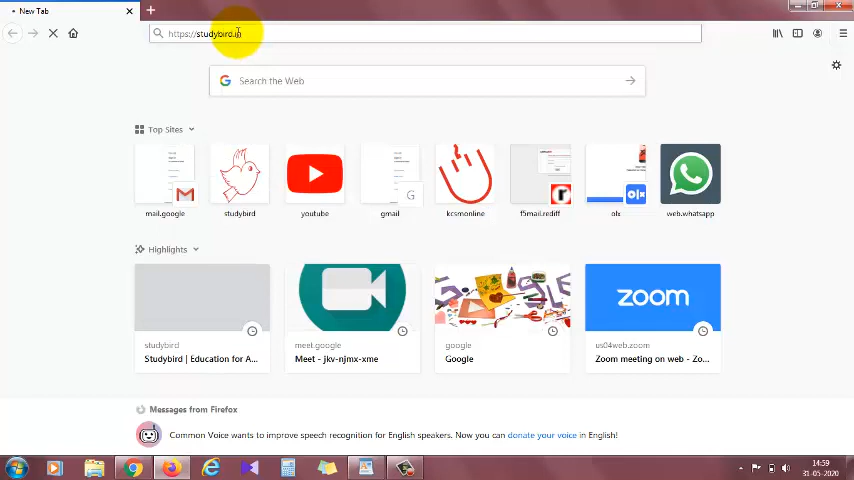 New Tab
https://studybird.in
Search the Web
Top Sites
mail.google
studybird
youtube
gmail
kcsmonline
f5mail.rediff
olx
web.whatsapp
Highlights
zoom
studybird
Studybird | Education for A...
meet.google
Meet - jkv-njmx-xme
google
Google
us04web.zoom
Zoom meeting on web - Zo...
Messages from Firefox
Common Voice wants to improve speech recognition for English speakers. Now you can donate your voice in English!
14:59
31-05-2020